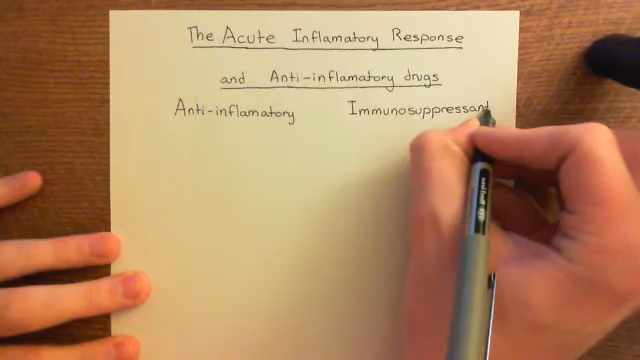 The Acute Inflamatory Response
and Anti-inflamatory drugs
Anti-inflamatory Immunosuppressant